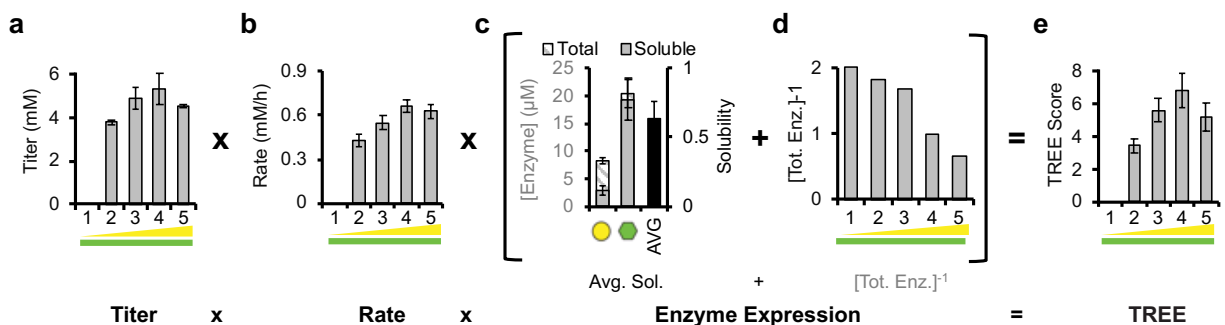 a
Titer (mM)
6
4
2
0
1 2 3 4 5
x
b
Rate (mM/h)
0.9
0.6
0.3
0
1 2 3 4 5
x
c
Total Soluble
[Enzyme] (µM)
25
20
15
10
5
0
1
0.5
0
Solubility
AVG
Avg. Sol.
+
d
[Tot. Enz.]-1
2
1
0
1 2 3 4 5
+
[Tot. Enz.]-1
=
e
TREE Score
8
6
4
2
0
1 2 3 4 5
Titer x Rate x Enzyme Expression = TREE